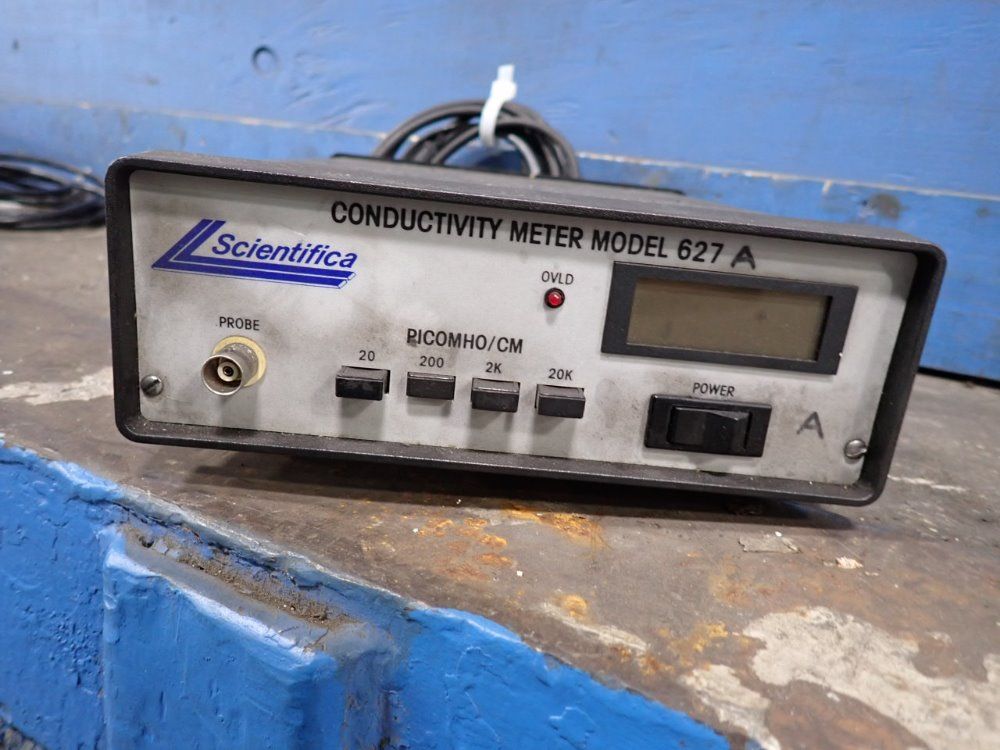 CONDUCTIVITY METER MODEL 627 A
Scientifica
OVLD
PROBE
PICOMHO/CM
20 200 2K 20K
POWER
A